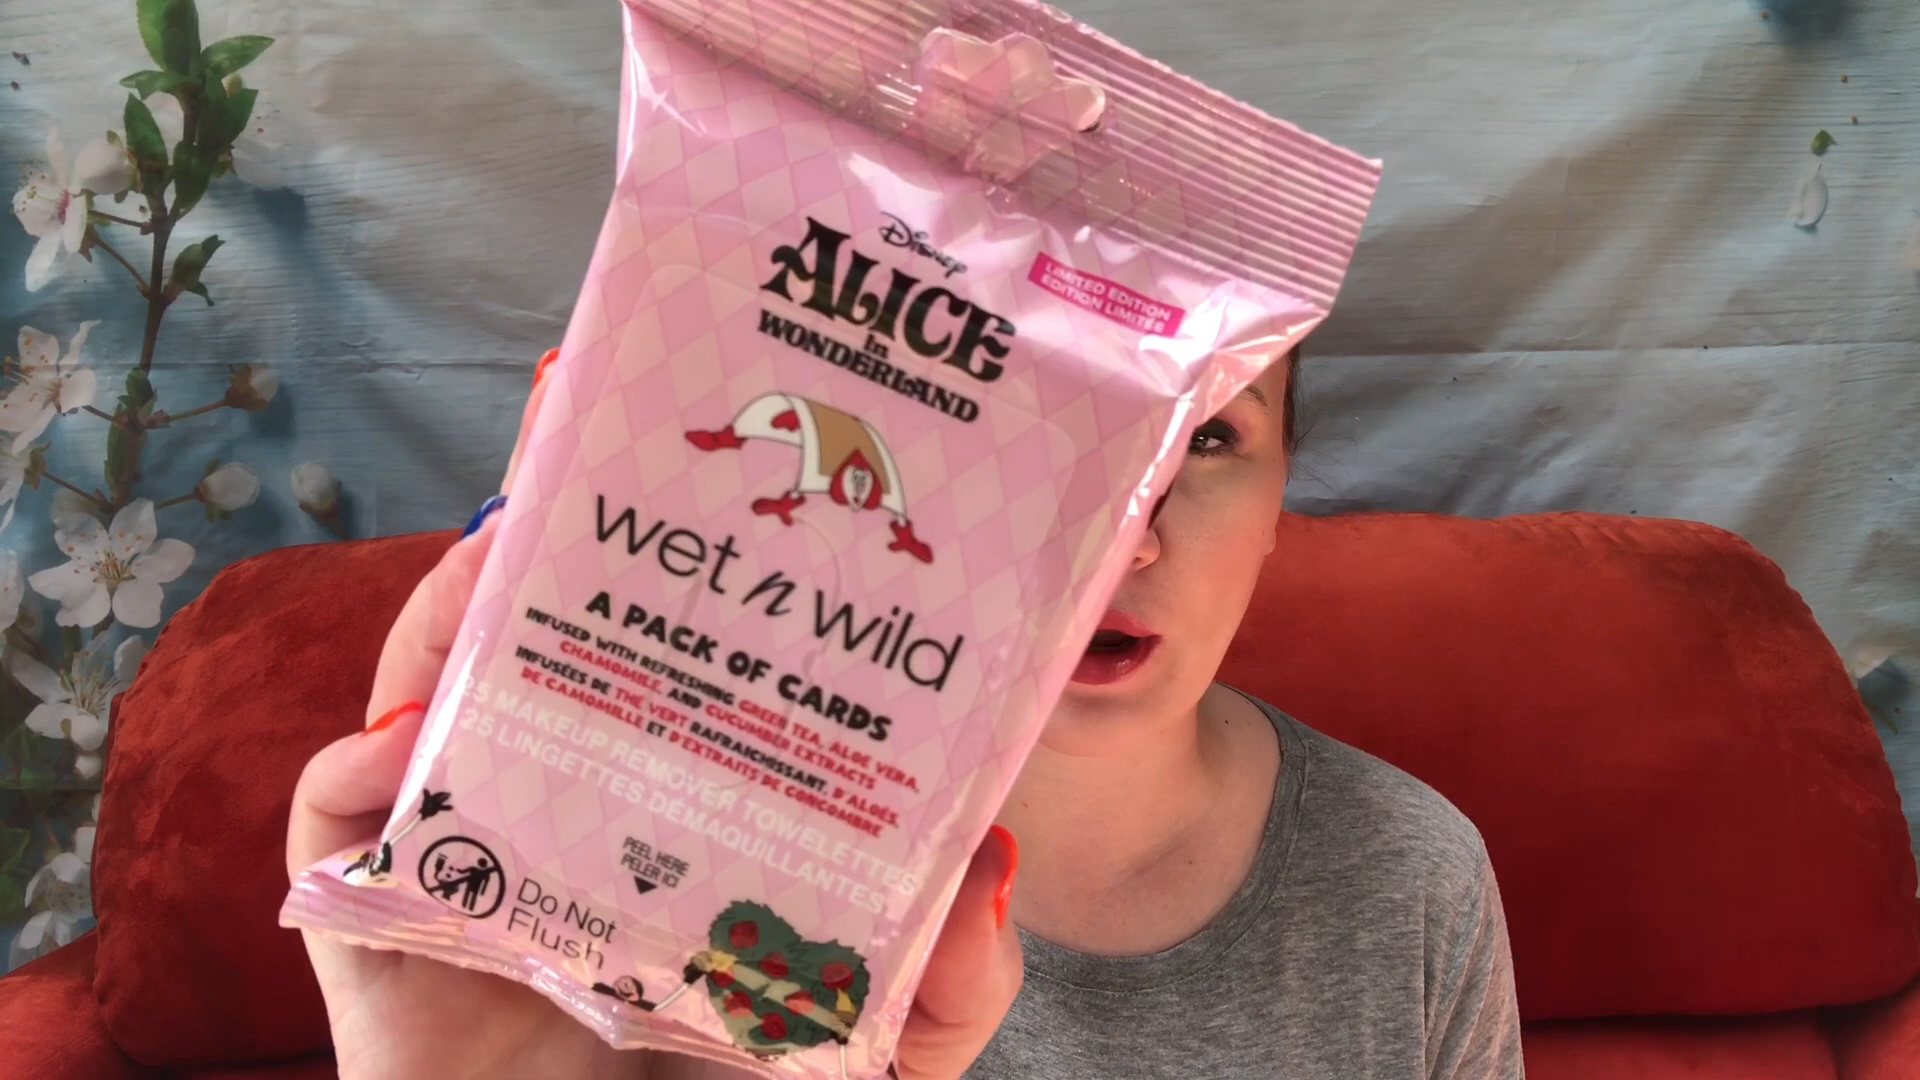 Disney
ALICE
in
WONDERLAND
LIMITED EDITION
ÉDITION LIMITÉE
wet n wild
A PACK OF CARDS
INFUSED WITH REFRESHING GREEN TEA, ALOE VERA,
CHAMOMILE, AND CUCUMBER EXTRACTS
INFUSÉES DE THÉ VERT RAFRAICHISSANT, D'ALOÈS,
DE CAMOMILLE ET D'EXTRAITS DE CONCOMBRE
25 MAKEUP REMOVER TOWELETTES
25 LINGETTES DÉMAQUILLANTES
PEEL HERE
PELER ICI
Do Not
Flush